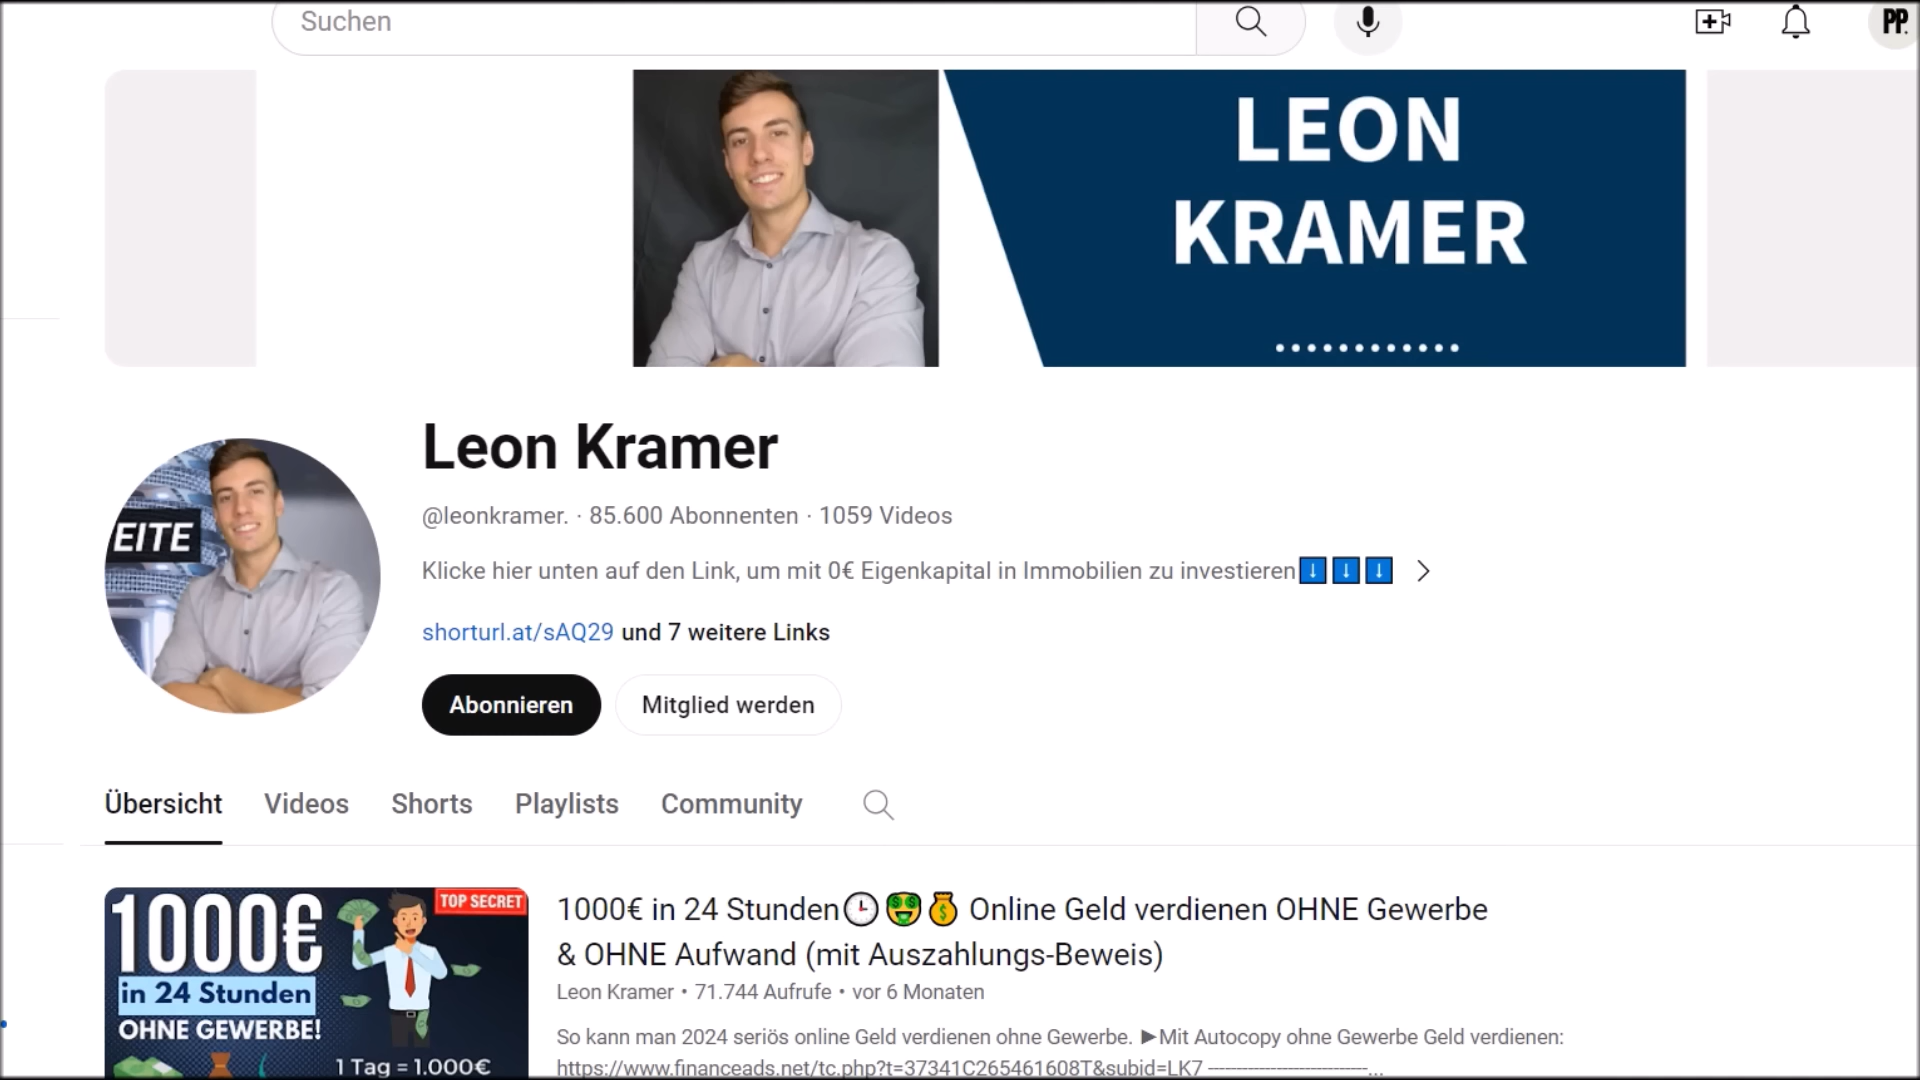 Suchen
PP.
LEON
KRAMER
EITE
Leon Kramer
@leonkramer. · 85.600 Abonnenten · 1059 Videos
Klicke hier unten auf den Link, um mit 0€ Eigenkapital in Immobilien zu investieren⬇️⬇️⬇️
shorturl.at/sAQ29 und 7 weitere Links
Abonnieren
Mitglied werden
Übersicht Videos Shorts Playlists Community
1000€
TOP SECRET
in 24 Stunden
OHNE GEWERBE!
1 Tag = 1.000€
1000€ in 24 Stunden🕒🤑💰 Online Geld verdienen OHNE Gewerbe
& OHNE Aufwand (mit Auszahlungs-Beweis)
Leon Kramer • 71.744 Aufrufe • vor 6 Monaten
So kann man 2024 seriös online Geld verdienen ohne Gewerbe. ►Mit Autocopy ohne Gewerbe Geld verdienen:
https://www.financeads.net/tc.php?t=37341C265461608T&subid=LK7 -----------------------------...